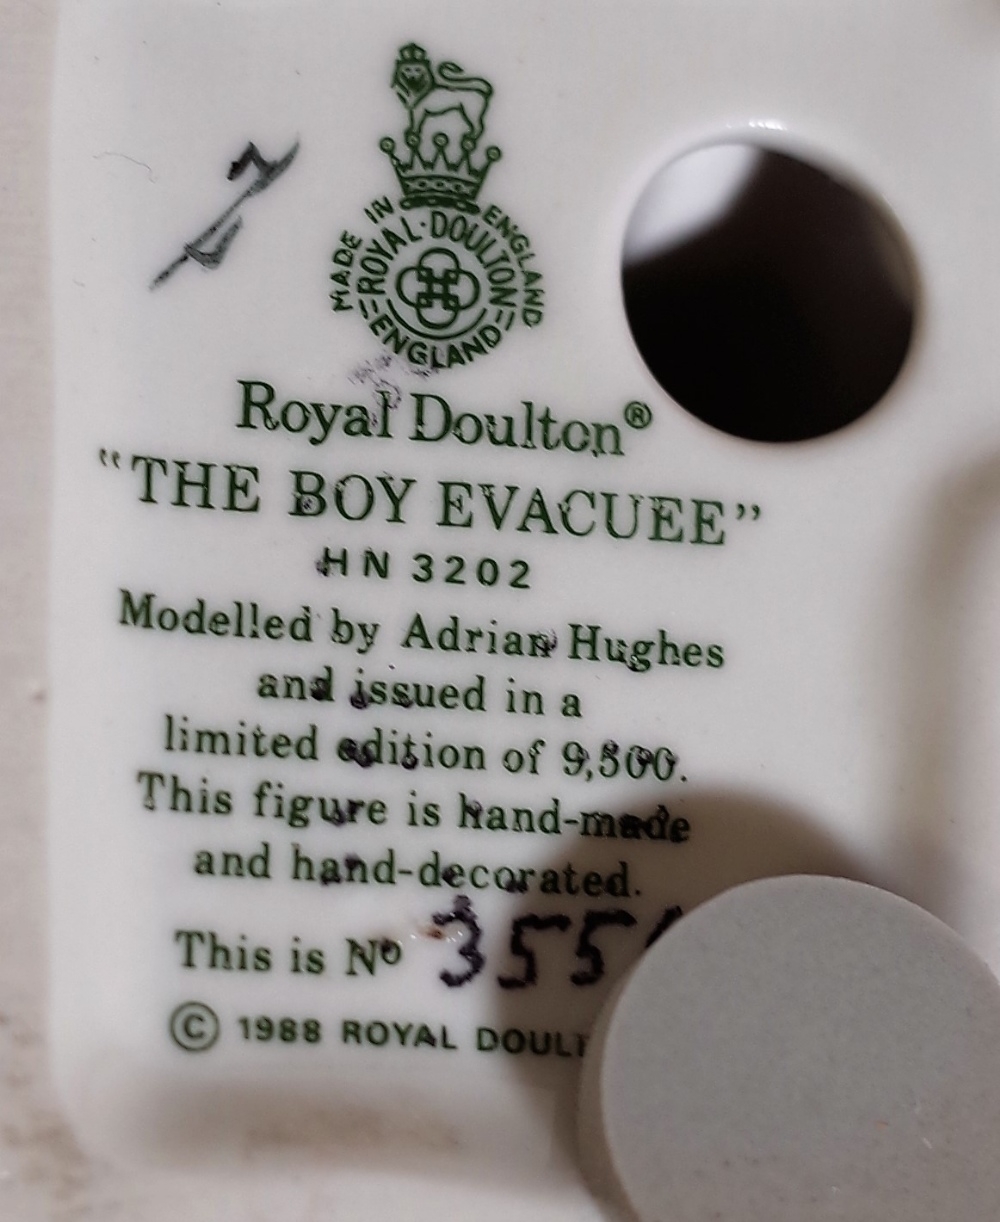 MADE IN ENGLAND
ROYAL·DOULTON
ENGLAND
Royal Doulton®
"THE BOY EVACUEE"
HN 3202
Modelled by Adrian Hughes
and issued in a
limited edition of 9,500.
This figure is hand-made
and hand-decorated.
This is Nº
© 1988 ROYAL